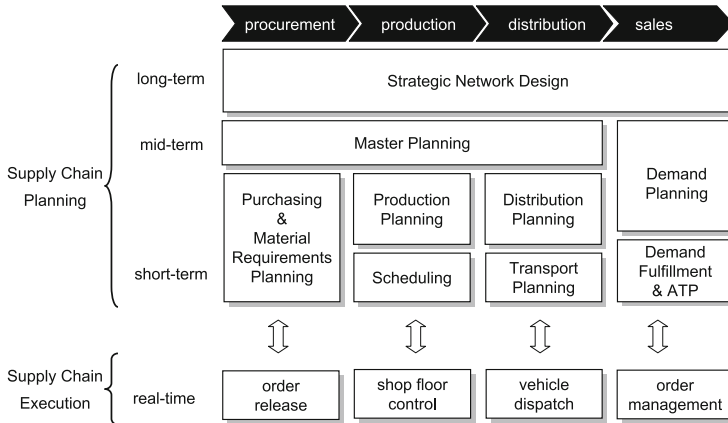 procurement production distribution sales
long-term
Strategic Network Design
mid-term
Master Planning
Demand
Planning
Supply Chain
Planning
Purchasing
&
Material
Requirements
Planning
Production
Planning
Distribution
Planning
short-term
Scheduling
Transport
Planning
Demand
Fulfillment
& ATP
Supply Chain
Execution
real-time
order
release
shop floor
control
vehicle
dispatch
order
management